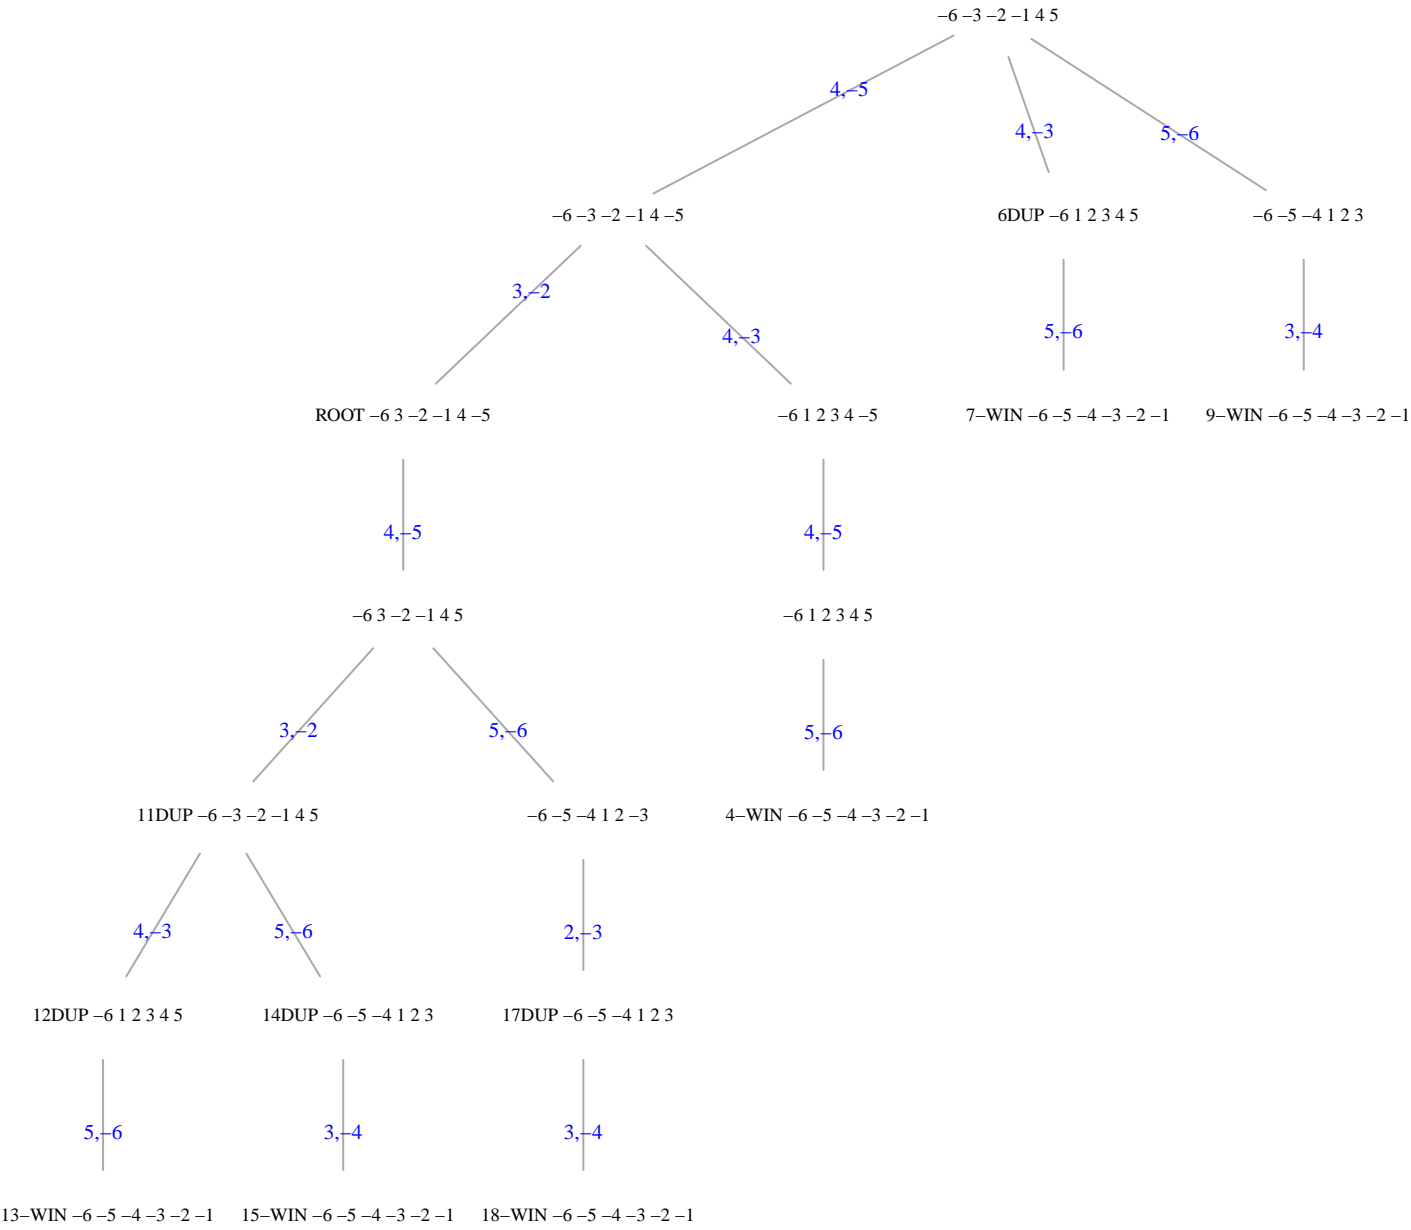 –6 –3 –2 –1 4 5
4,–5
4,–3
5,–6
–6 –3 –2 –1 4 –5
6DUP –6 1 2 3 4 5
–6 –5 –4 1 2 3
3,–2
4,–3
5,–6
3,–4
ROOT –6 3 –2 –1 4 –5
–6 1 2 3 4 –5
7–WIN –6 –5 –4 –3 –2 –1
9–WIN –6 –5 –4 –3 –2 –1
4,–5
4,–5
–6 3 –2 –1 4 5
–6 1 2 3 4 5
3,–2
5,–6
5,–6
11DUP –6 –3 –2 –1 4 5
–6 –5 –4 1 2 –3
4–WIN –6 –5 –4 –3 –2 –1
4,–3
5,–6
2,–3
12DUP –6 1 2 3 4 5
14DUP –6 –5 –4 1 2 3
17DUP –6 –5 –4 1 2 3
5,–6
3,–4
3,–4
13–WIN –6 –5 –4 –3 –2 –1
15–WIN –6 –5 –4 –3 –2 –1
18–WIN –6 –5 –4 –3 –2 –1